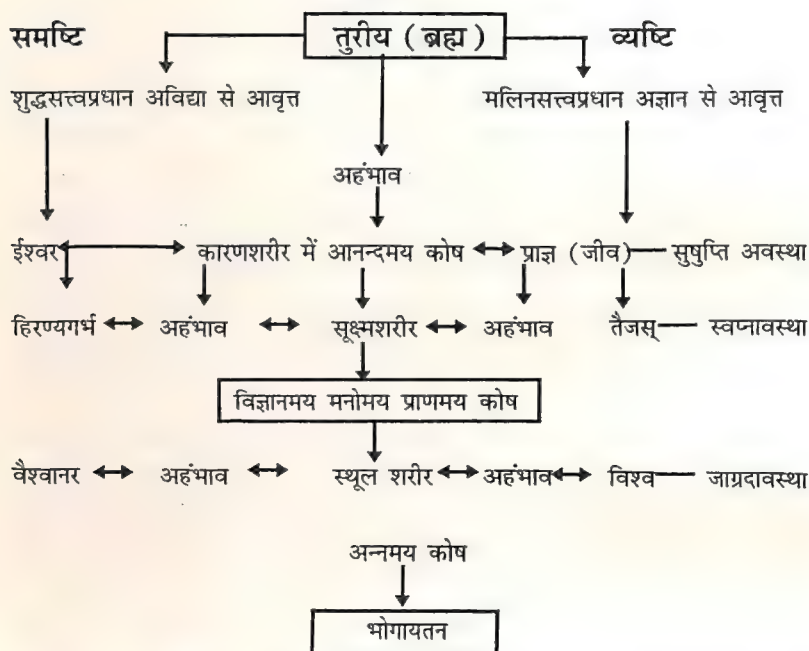 समष्टि तुरीय (ब्रह्म) व्यष्टि
शुद्धसत्त्वप्रधान अविद्या से आवृत्त मलिनसत्त्वप्रधान अज्ञान से आवृत्त
अहंभाव
ईश्वर कारणशरीर में आनन्दमय कोष प्राज्ञ (जीव) सुषुप्ति अवस्था
हिरण्यगर्भ अहंभाव सूक्ष्मशरीर अहंभाव तैजस् स्वप्नावस्था
विज्ञानमय मनोमय प्राणमय कोष
वैश्वानर अहंभाव स्थूल शरीर अहंभाव विश्व जाग्रदावस्था
अन्नमय कोष
भोगायतन